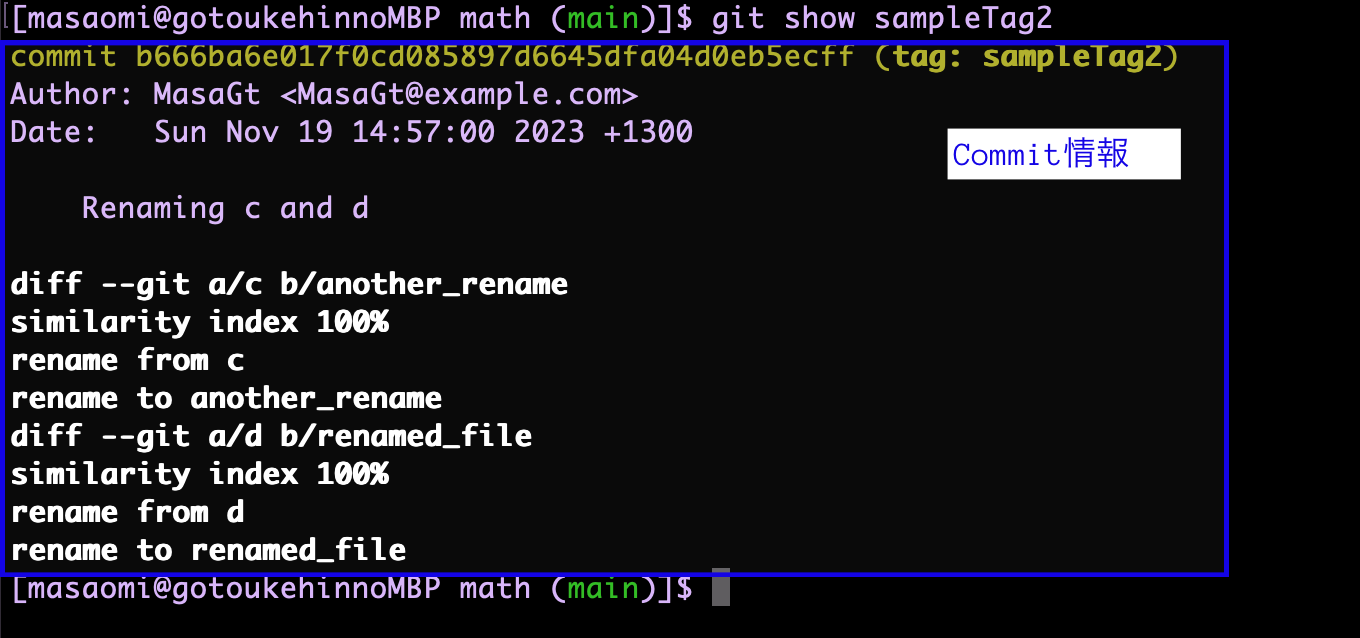 [masaomi@gotoukehinnoMBP math (main)]$ git show sampleTag2
commit b666ba6e017f0cd085897d6645dfa04d0eb5ecff (tag: sampleTag2)
Author: MasaGt <MasaGt@example.com>
Date:   Sun Nov 19 14:57:00 2023 +1300
Commit情報
    Renaming c and d
diff --git a/c b/another_rename
similarity index 100%
rename from c
rename to another_rename
diff --git a/d b/renamed_file
similarity index 100%
rename from d
rename to renamed_file
[masaomi@gotoukehinnoMBP math (main)]$